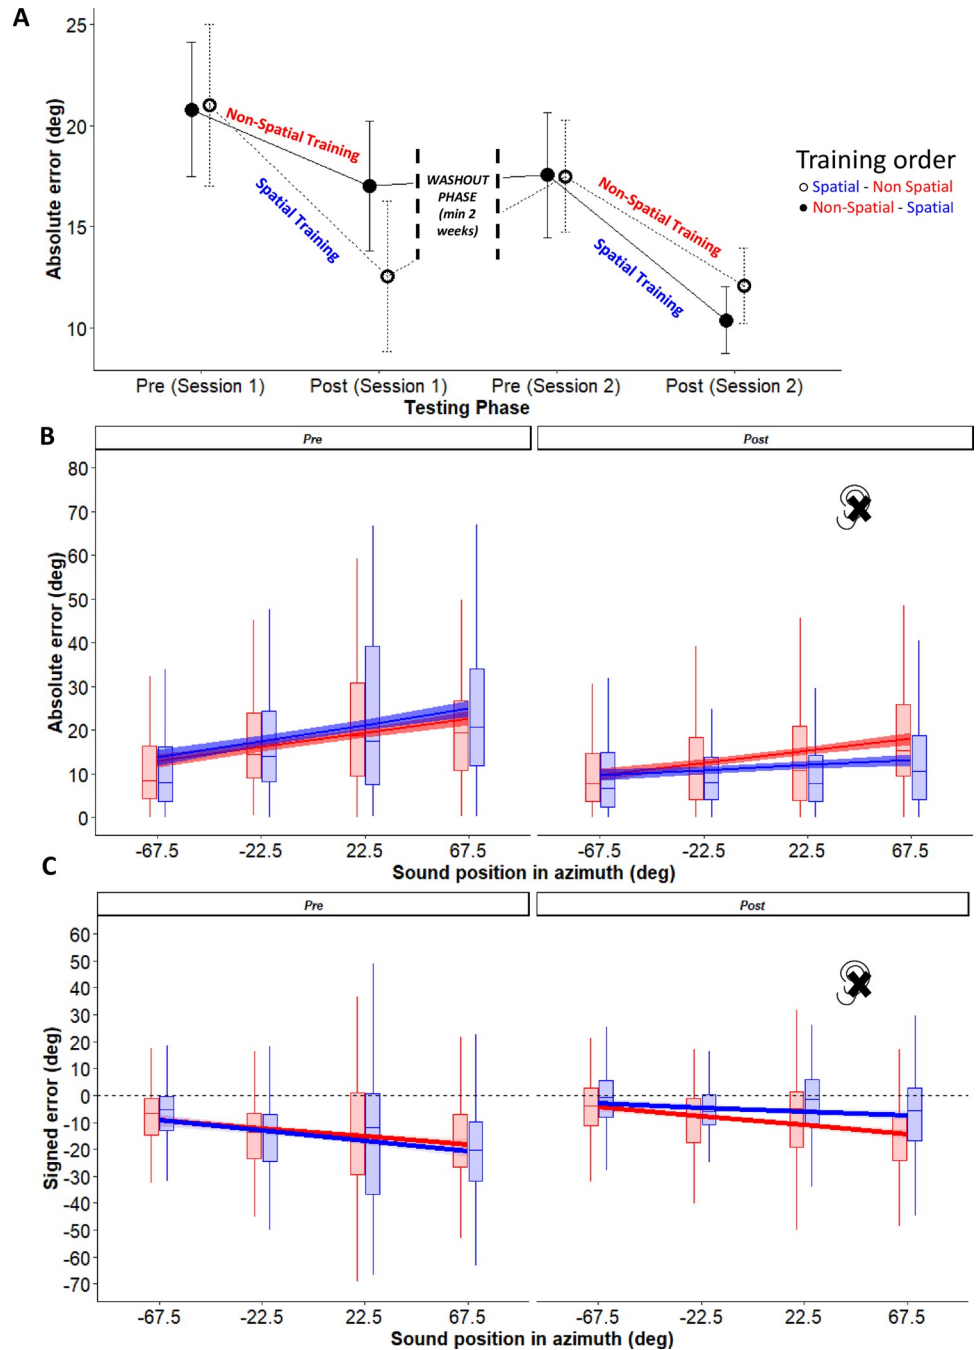 A
25
20
15
10
Absolute error (deg)
Non-Spatial Training
Spatial Training
WASHOUT
PHASE
(min 2
weeks)
Non-Spatial Training
Spatial Training
Training order
Spatial - Non Spatial
Non-Spatial - Spatial
Pre (Session 1) Post (Session 1) Pre (Session 2) Post (Session 2)
Testing Phase
B
Pre Post
80
70
60
50
40
30
20
10
0
Absolute error (deg)
-67.5 -22.5 22.5 67.5 -67.5 -22.5 22.5 67.5
Sound position in azimuth (deg)
C
Pre Post
60
50
40
30
20
10
0
-10
-20
-30
-40
-50
-60
-70
Signed error (deg)
-67.5 -22.5 22.5 67.5 -67.5 -22.5 22.5 67.5
Sound position in azimuth (deg)